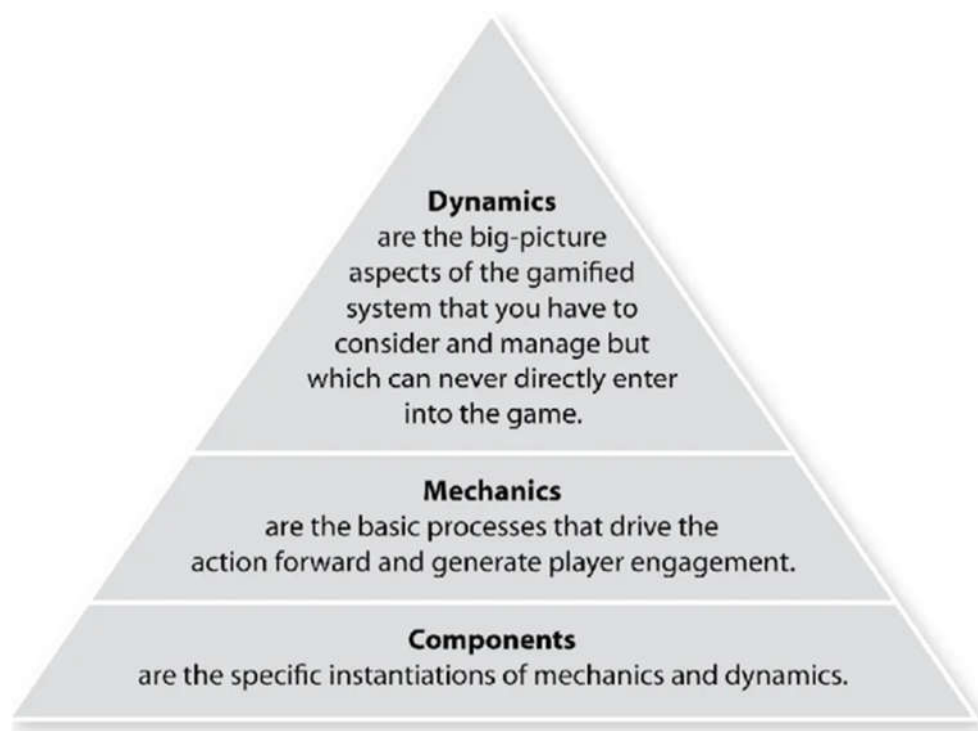 Dynamics
are the big-picture
aspects of the gamified
system that you have to
consider and manage but
which can never directly enter
into the game.
Mechanics
are the basic processes that drive the
action forward and generate player engagement.
Components
are the specific instantiations of mechanics and dynamics.